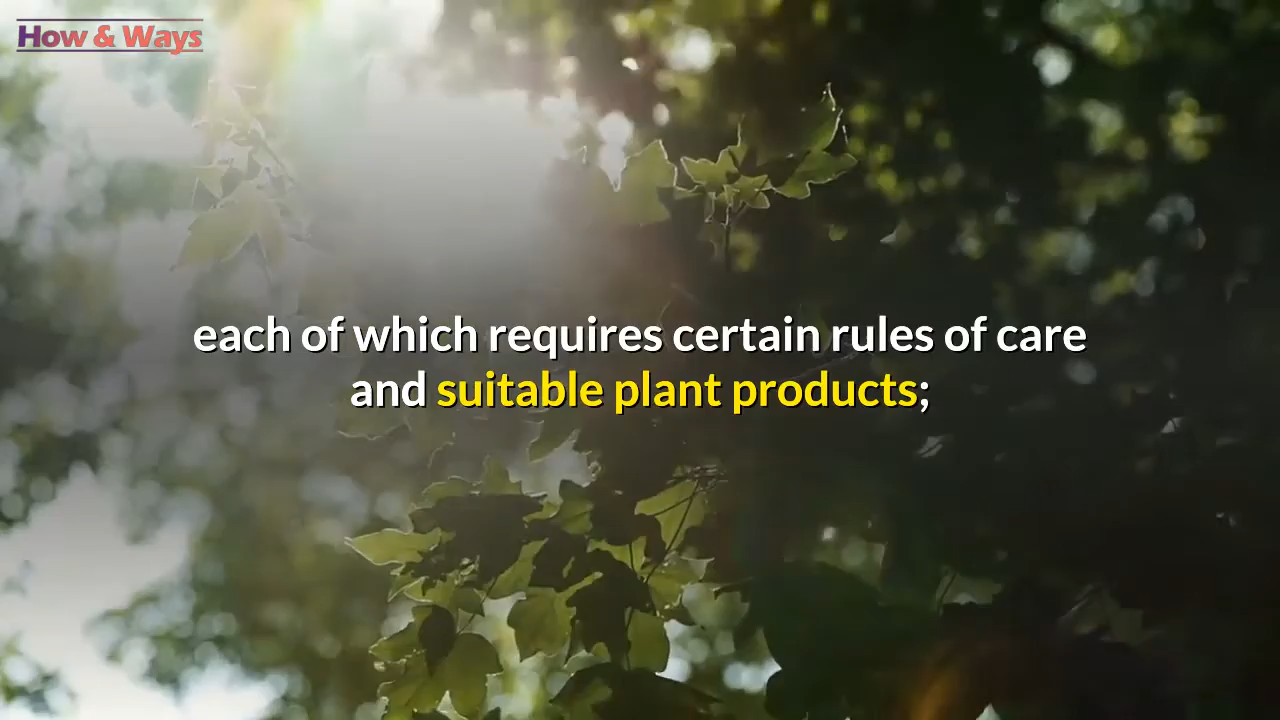 How & Ways
each of which requires certain rules of care
and suitable plant products;